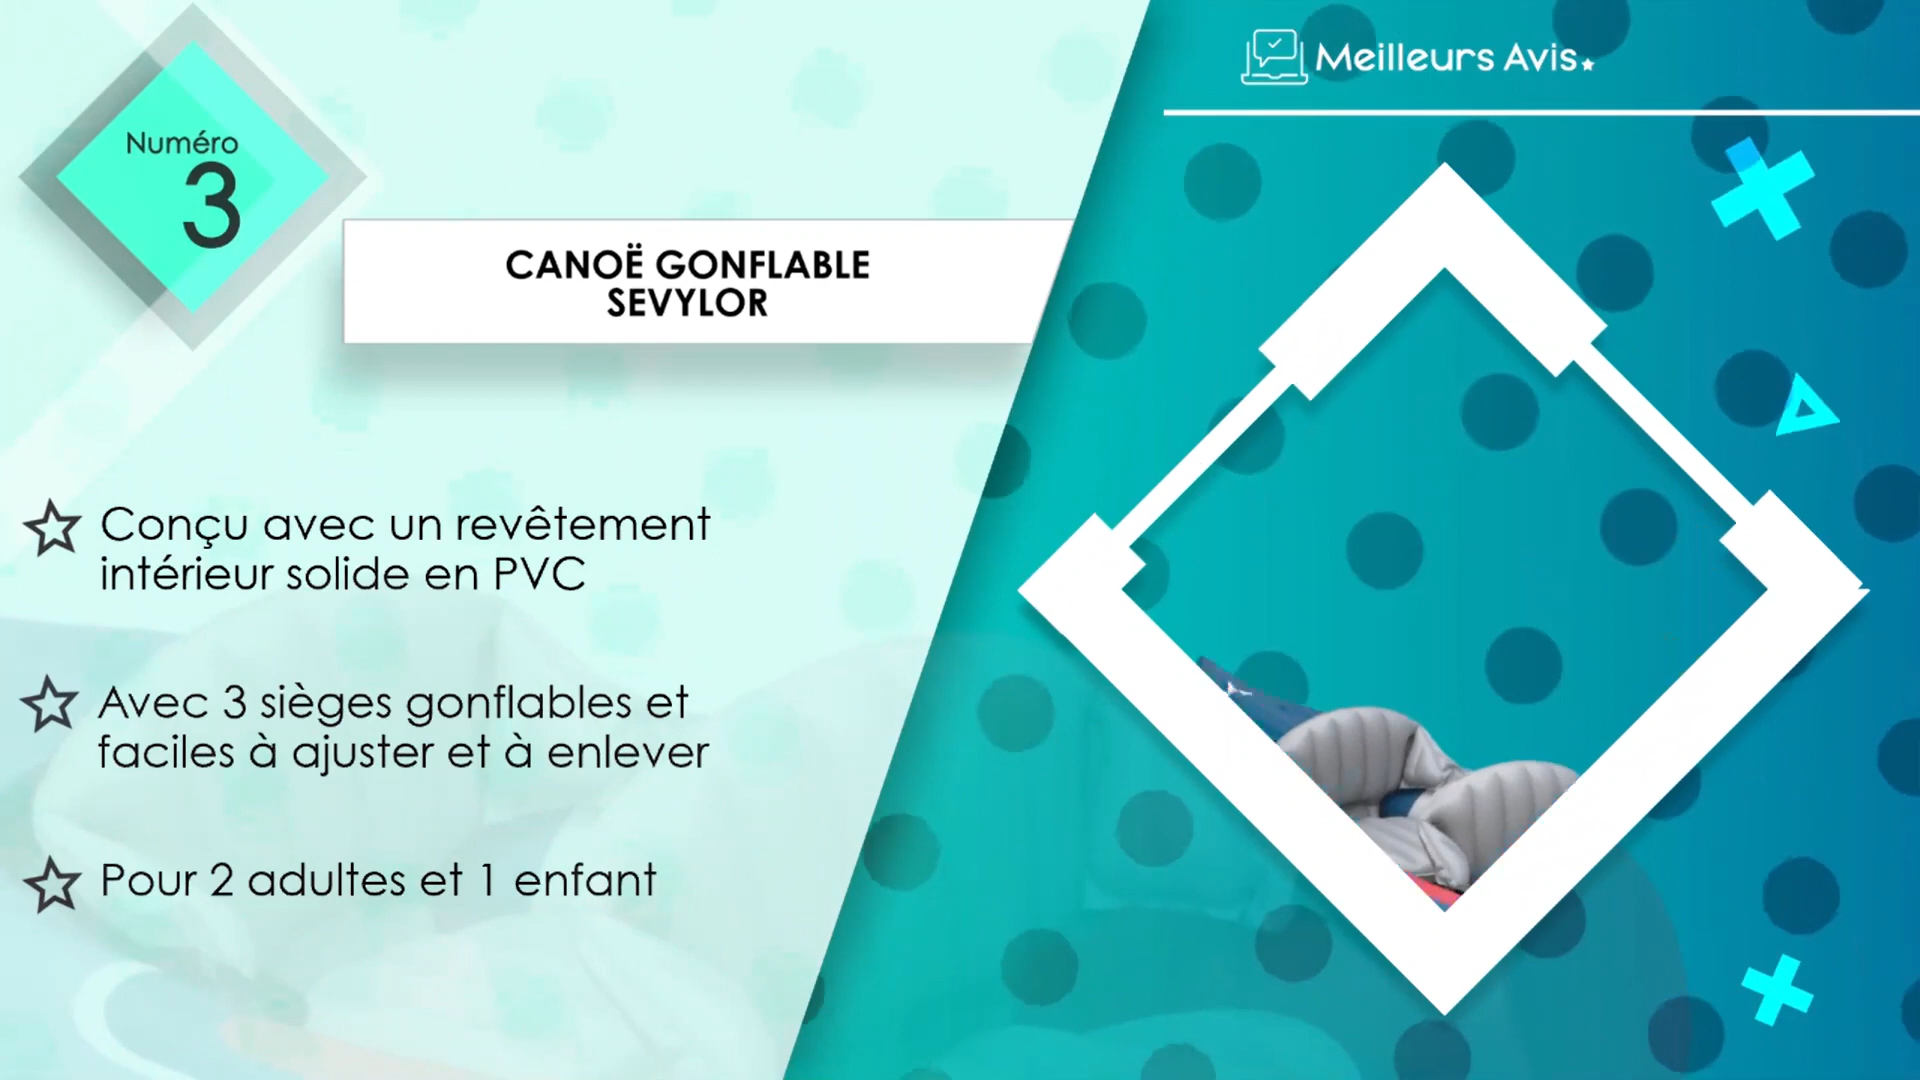 Meilleurs Avis
Numéro
3
CANOË GONFLABLE
SEVYLOR
Conçu avec un revêtement
intérieur solide en PVC
Avec 3 sièges gonflables et
faciles à ajuster et à enlever
Pour 2 adultes et 1 enfant